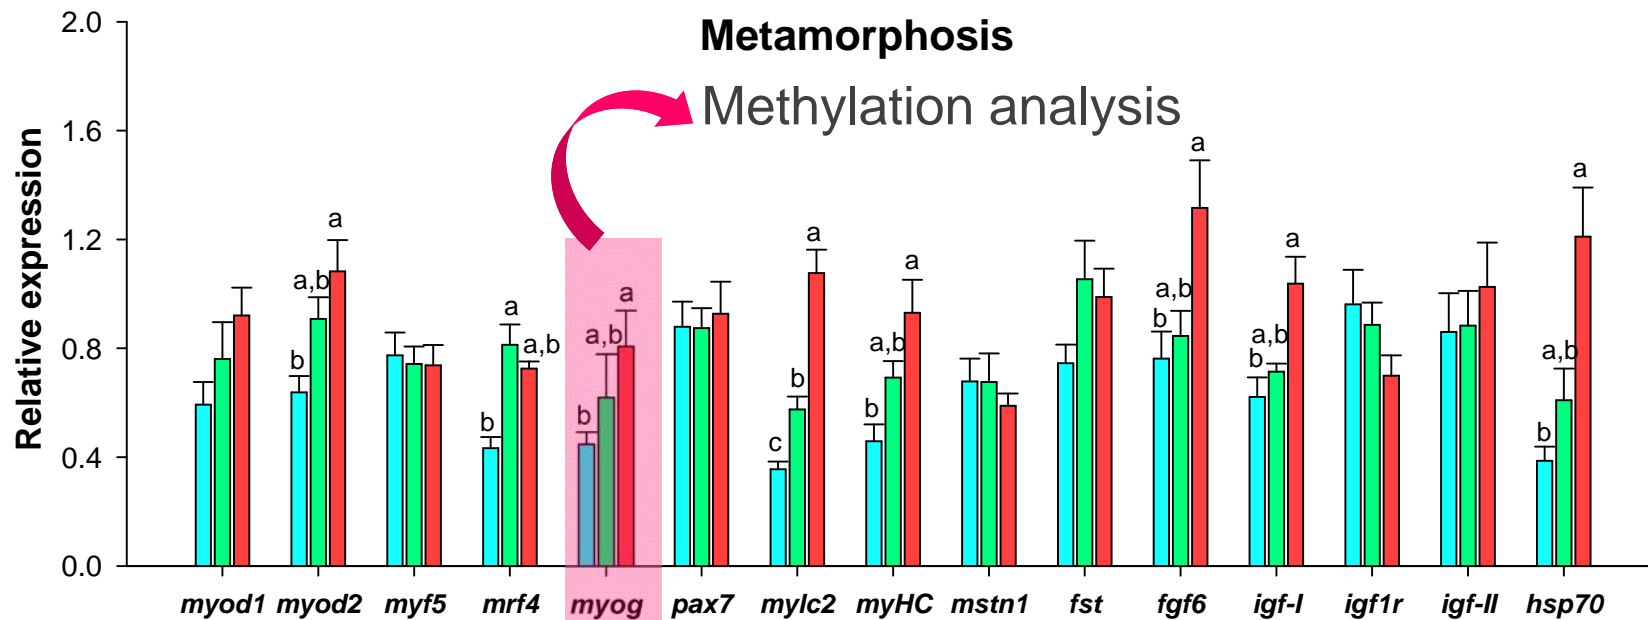 Metamorphosis
Methylation analysis
Relative expression
2.0
1.6
1.2
0.8
0.4
0.0
b a,b a
b a a,b
b a,b a
c b a
b a,b a
b a,b a
b a,b a
b a,b a
myod1 myod2 myf5 mrf4 myog pax7 mylc2 myHC mstn1 fst fgf6 igf-I igf1r igf-II hsp70